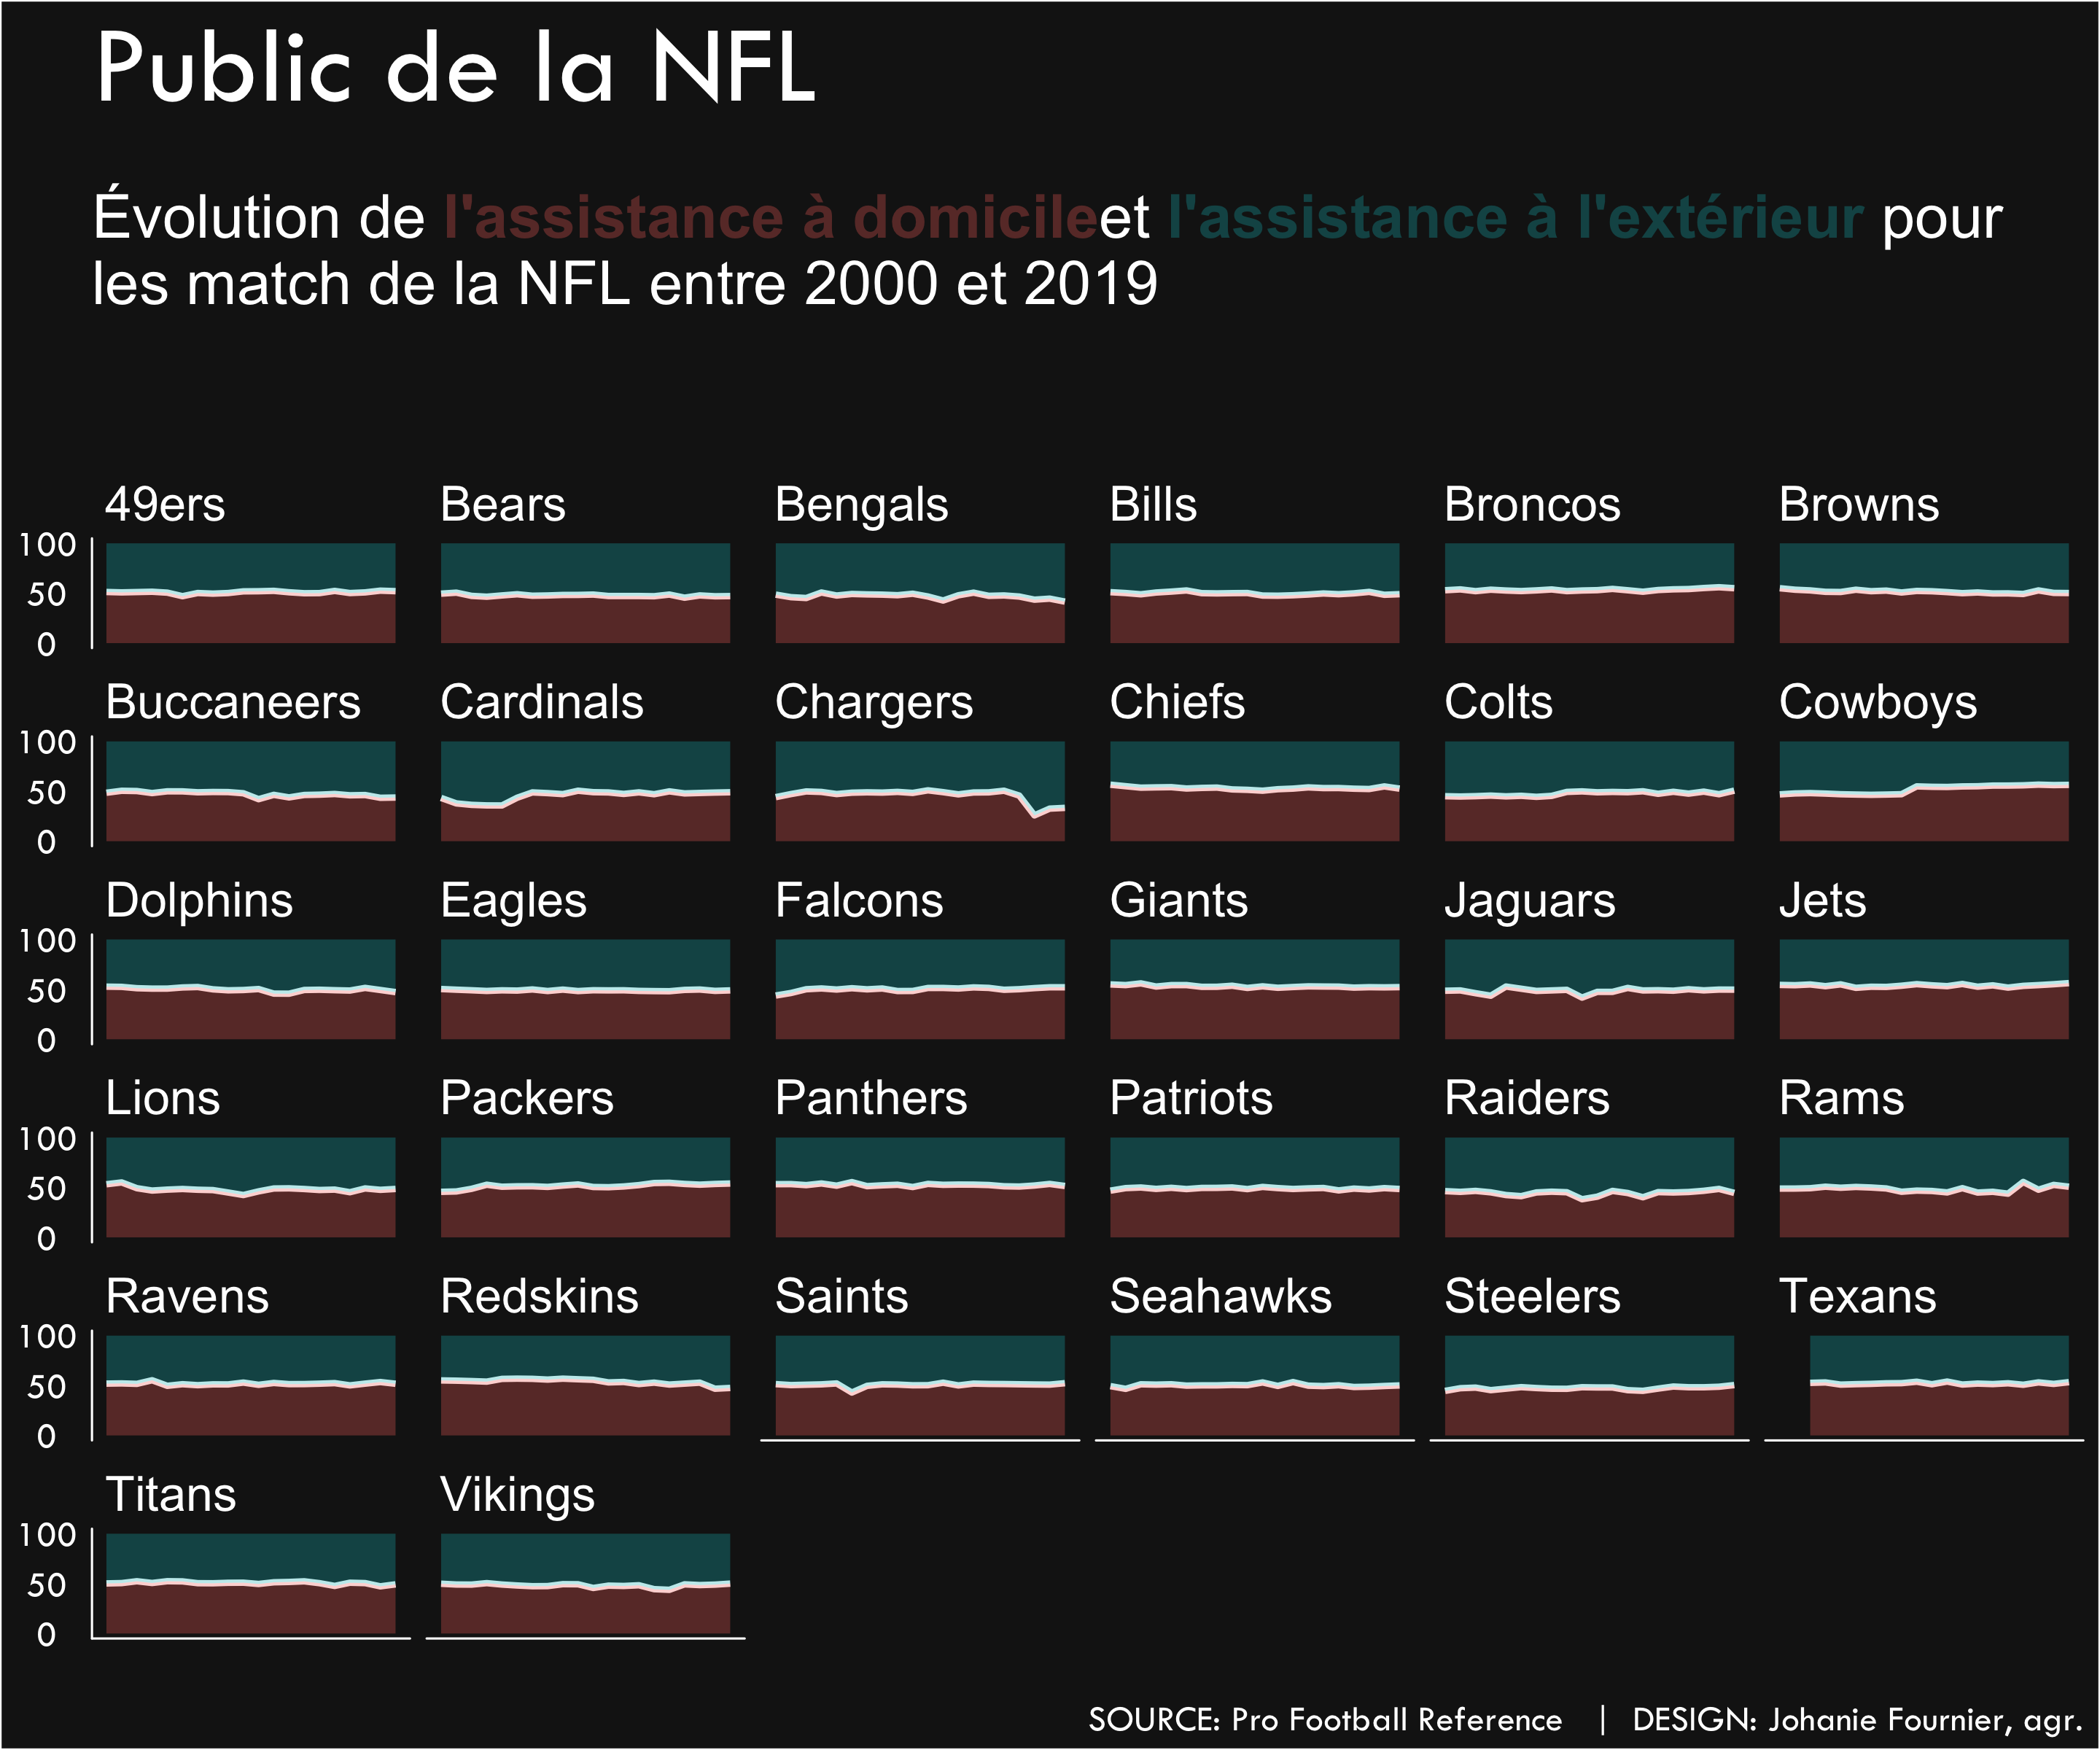 Public de la NFL
Évolution de l'assistance à domicileet l'assistance à l'extérieur pour
les match de la NFL entre 2000 et 2019
49ers Bears Bengals Bills Broncos Browns
100
50
0
Buccaneers Cardinals Chargers Chiefs Colts Cowboys
100
50
0
Dolphins Eagles Falcons Giants Jaguars Jets
100
50
0
Lions Packers Panthers Patriots Raiders Rams
100
50
0
Ravens Redskins Saints Seahawks Steelers Texans
100
50
0
Titans Vikings
100
50
0
SOURCE: Pro Football Reference | DESIGN: Johanie Fournier, agr.